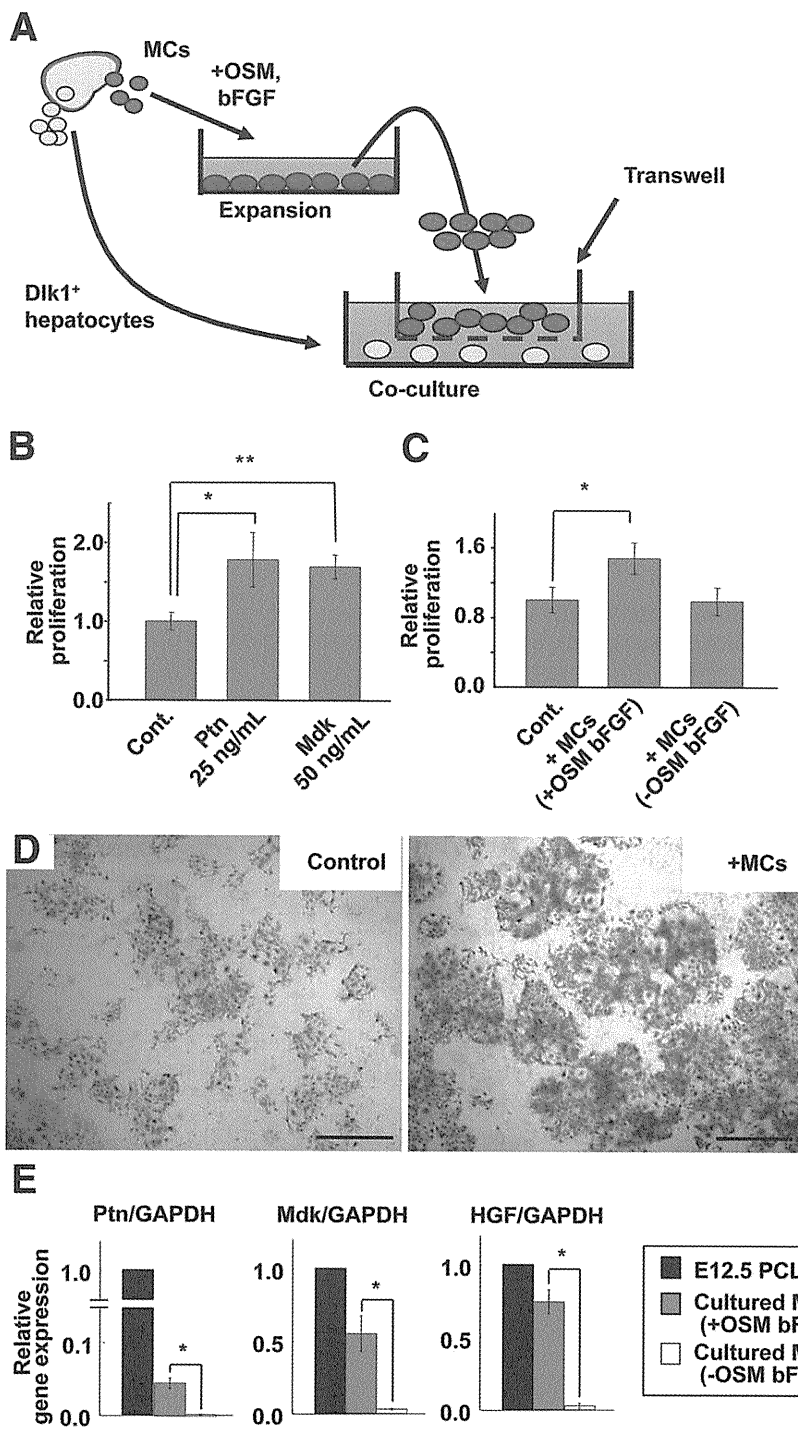 A
MCs
+OSM,
bFGF
Expansion
Transwell
Dlk1+
hepatocytes
Co-culture
B
**
*
Relative
proliferation
2.0
1.0
0.0
Cont.
Ptn
25 ng/mL
Mdk
50 ng/mL
C
*
Relative
proliferation
1.6
0.8
0.0
Cont.
+ MCs
(+OSM bFGF)
+ MCs
(-OSM bFGF)
D
Control
+MCs
E
Ptn/GAPDH
Mdk/GAPDH
HGF/GAPDH
Relative
gene expression
1.0
0.1
0.0
*
1.0
0.5
0.0
*
1.0
0.5
0.0
*
E12.5 PCL
Cultured M
(+OSM bF
Cultured M
(-OSM bF